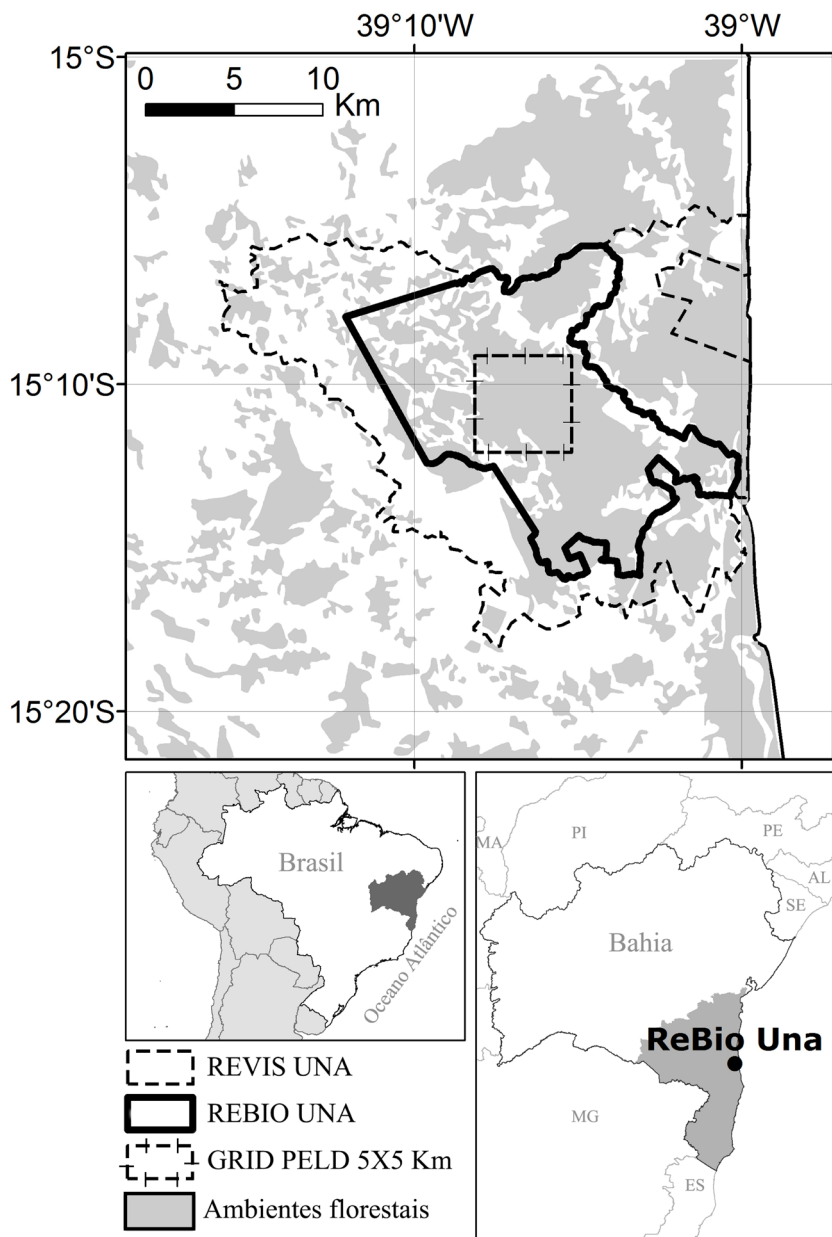 39°10'W 39°W
15°S
0 5 10
Km
15°10'S
15°20'S
Brasil
Oceano Atlântico
MA
PI
PE
AL
SE
Bahia
ReBio Una
MG
ES
REVIS UNA
REBIO UNA
GRID PELD 5X5 Km
Ambientes florestais